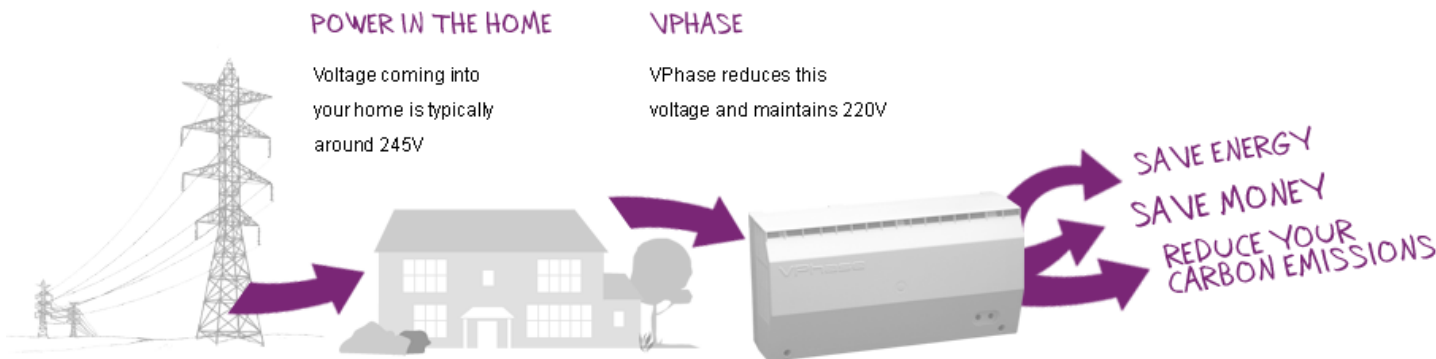 POWER IN THE HOME
Voltage coming into
your home is typically
around 245V
VPHASE
VPhase reduces this
voltage and maintains 220V
VPhase
SAVE ENERGY
SAVE MONEY
REDUCE YOUR
CARBON EMISSIONS